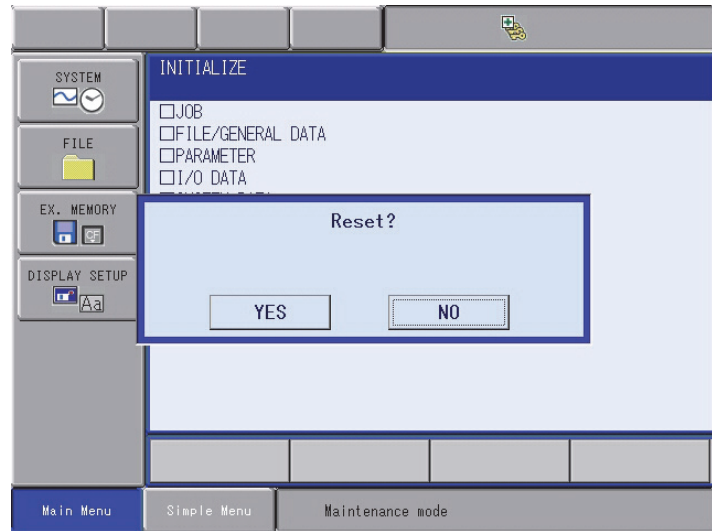 SYSTEM
FILE
EX. MEMORY
CF
DISPLAY SETUP
Aa
INITIALIZE
JOB
FILE/GENERAL DATA
PARAMETER
I/O DATA
Reset?
YES
NO
Main Menu
Simple Menu
Maintenance mode